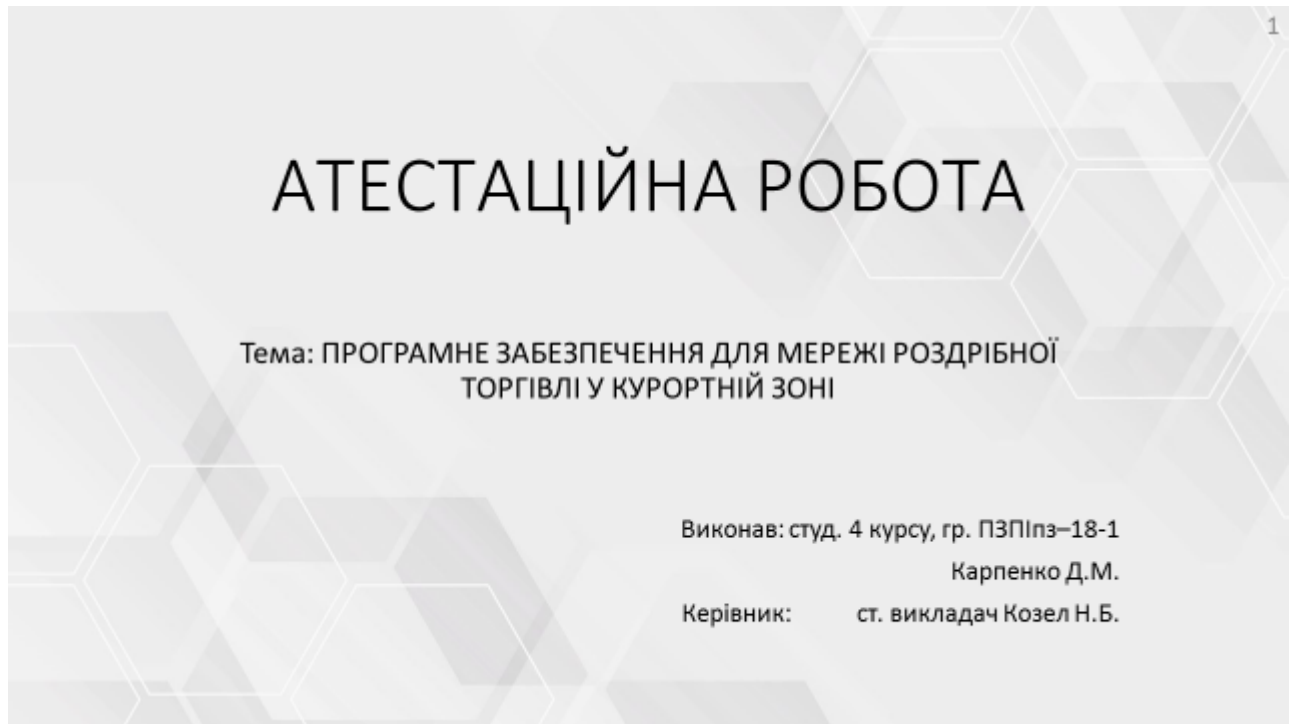 1
АТЕСТАЦІЙНА РОБОТА
Тема: ПРОГРАМНЕ ЗАБЕЗПЕЧЕННЯ ДЛЯ МЕРЕЖІ РОЗДРІБНОЇ
ТОРГІВЛІ У КУРОРТНІЙ ЗОНІ
Виконав: студ. 4 курсу, гр. ПЗПІпз–18-1
Карпенко Д.М.
Керівник: ст. викладач Козел Н.Б.